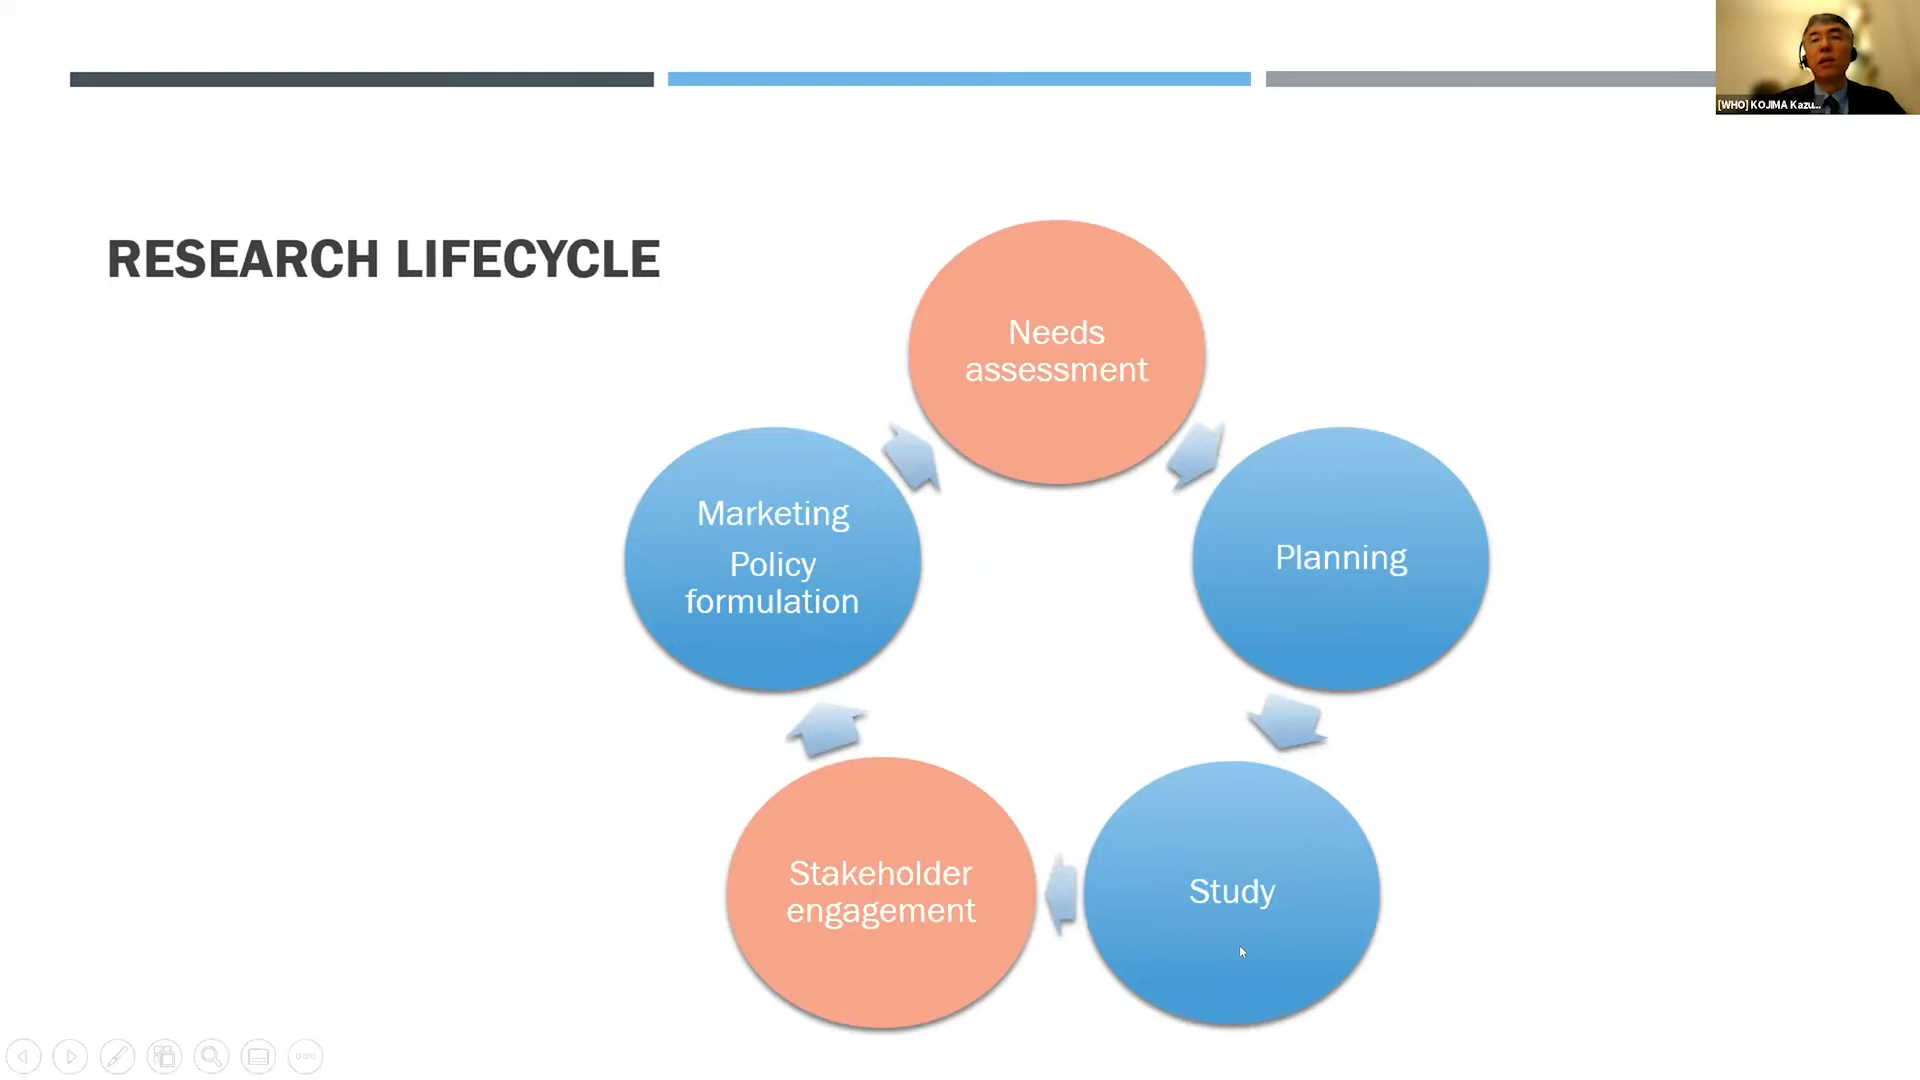 [WHO] KOJIMA Kazu...
RESEARCH LIFECYCLE
Needs
assessment
Planning
Study
Stakeholder
engagement
Marketing
Policy
formulation